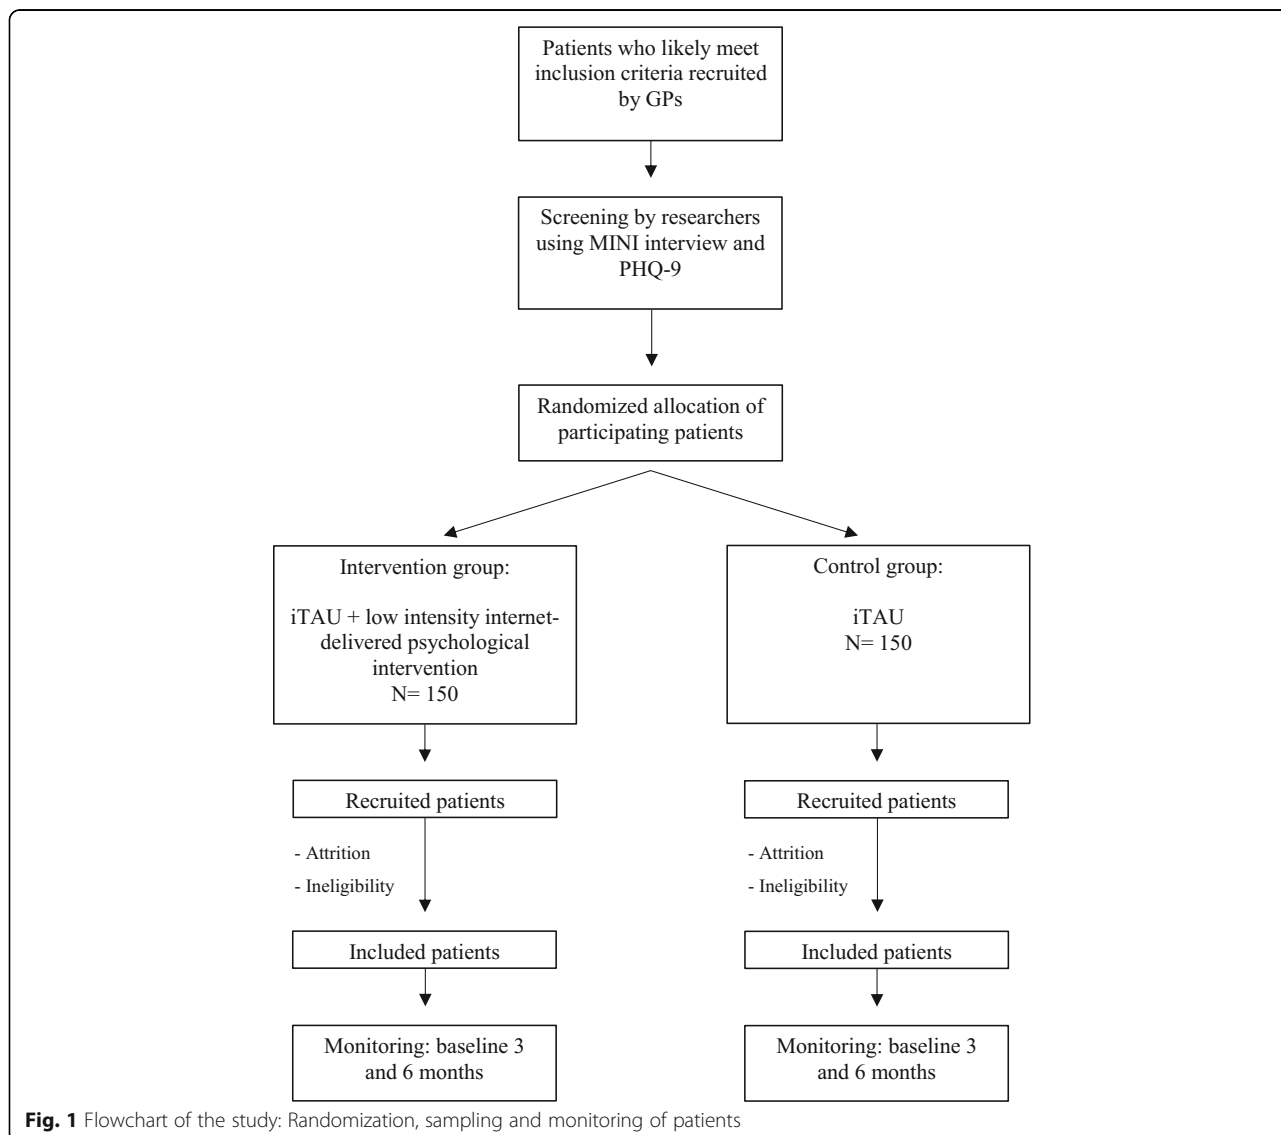 Patients who likely meet
inclusion criteria recruited
by GPs
Screening by researchers
using MINI interview and
PHQ-9
Randomized allocation of
participating patients
Intervention group:
iTAU + low intensity internet-
delivered psychological
intervention
N= 150
Control group:
iTAU
N= 150
Recruited patients
Recruited patients
- Attrition
- Ineligibility
- Attrition
- Ineligibility
Included patients
Included patients
Monitoring: baseline 3
and 6 months
Monitoring: baseline 3
and 6 months
Fig. 1 Flowchart of the study: Randomization, sampling and monitoring of patients